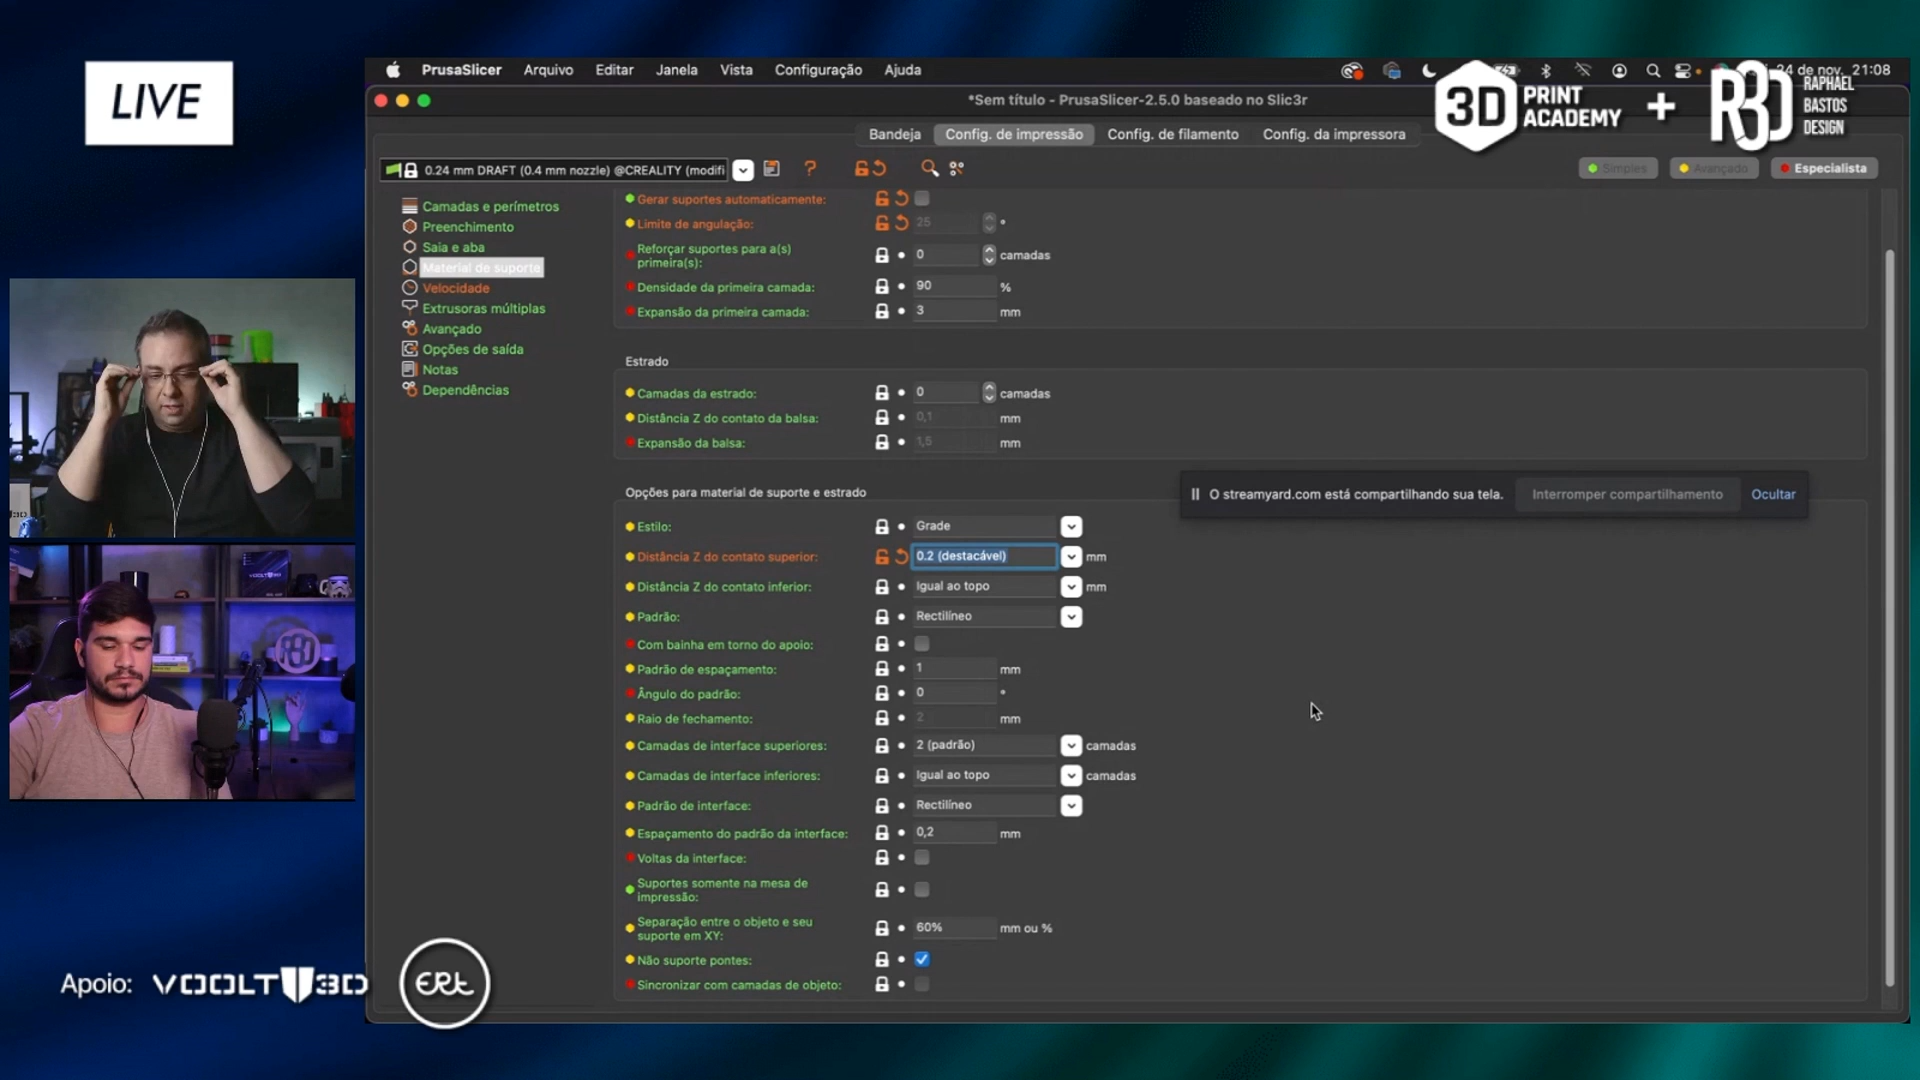 LIVE
PrusaSlicer Arquivo Editar Janela Vista Configuração Ajuda
24 de nov. 21:08
*Sem título - PrusaSlicer-2.5.0 baseado no Slic3r
3D PRINT ACADEMY + R3D RAPHAEL BASTOS DESIGN
Bandeja Config. de impressão Config. de filamento Config. da impressora
0.24 mm DRAFT (0.4 mm nozzle) @CREALITY (modifi
Simples Avançado Especialista
Camadas e perímetros
Preenchimento
Saia e aba
Material de suporte
Velocidade
Extrusoras múltiplas
Avançado
Opções de saída
Notas
Dependências
Gerar suportes automaticamente:
Limite de angulação: 25 °
Reforçar suportes para a(s)
primeira(s): 0 camadas
Densidade da primeira camada: 90 %
Expansão da primeira camada: 3 mm
Estrado
Camadas da estrado: 0 camadas
Distância Z do contato da balsa: 0,1 mm
Expansão da balsa: 1,5 mm
Opções para material de suporte e estrado
O streamyard.com está compartilhando sua tela. Interromper compartilhamento Ocultar
Estilo: Grade
Distância Z do contato superior: 0.2 (destacável) mm
Distância Z do contato inferior: Igual ao topo mm
Padrão: Rectilíneo
Com bainha em torno do apoio:
Padrão de espaçamento: 1 mm
Ângulo do padrão: 0 °
Raio de fechamento: 2 mm
Camadas de interface superiores: 2 (padrão) camadas
Camadas de interface inferiores: Igual ao topo camadas
Padrão de interface: Rectilíneo
Espaçamento do padrão da interface: 0,2 mm
Voltas da interface:
Suportes somente na mesa de
impressão:
Separação entre o objeto e seu
suporte em XY: 60% mm ou %
Não suporte pontes:
Sincronizar com camadas de objeto:
Apoio: VOOLT 3D